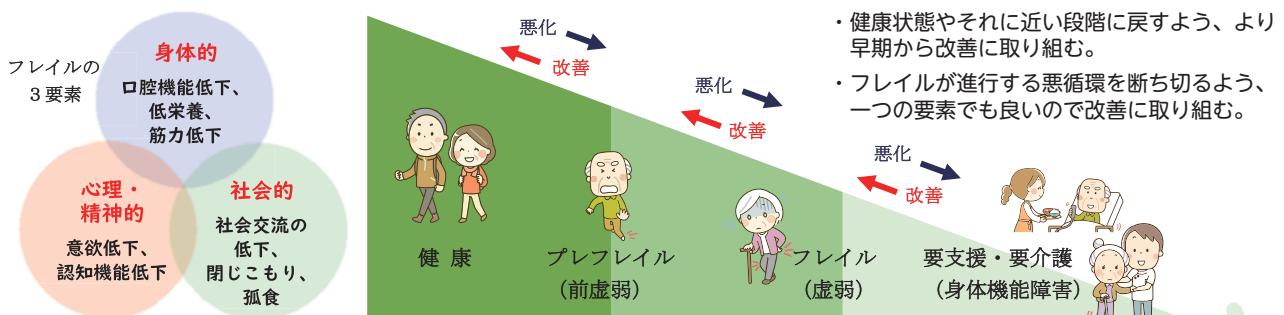 フレイルの
３要素
身体的
口腔機能低下、
低栄養、
筋力低下
心理・
精神的
意欲低下、
認知機能低下
社会的
社会交流の
低下、
閉じこもり、
孤食
悪化
改善
悪化
改善
悪化
改善
・健康状態やそれに近い段階に戻すよう、より
早期から改善に取り組む。
・フレイルが進行する悪循環を断ち切るよう、
一つの要素でも良いので改善に取り組む。
健 康
プレフレイル
（前虚弱）
フレイル
（虚弱）
要支援・要介護
（身体機能障害）